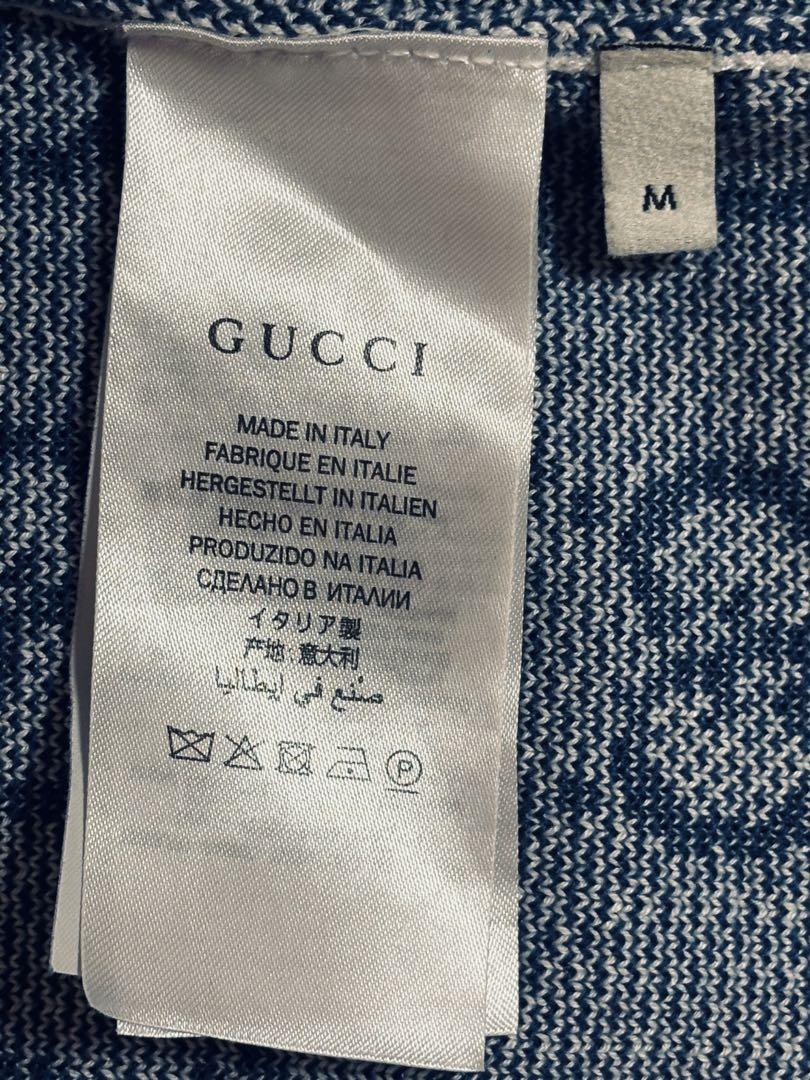 M
GUCCI
MADE IN ITALY
FABRIQUE EN ITALIE
HERGESTELLT IN ITALIEN
HECHO EN ITALIA
PRODUZIDO NA ITALIA
СДЕЛАНО В ИТАЛИИ
イタリア製
产地:意大利
صُنع في إيطاليا
P